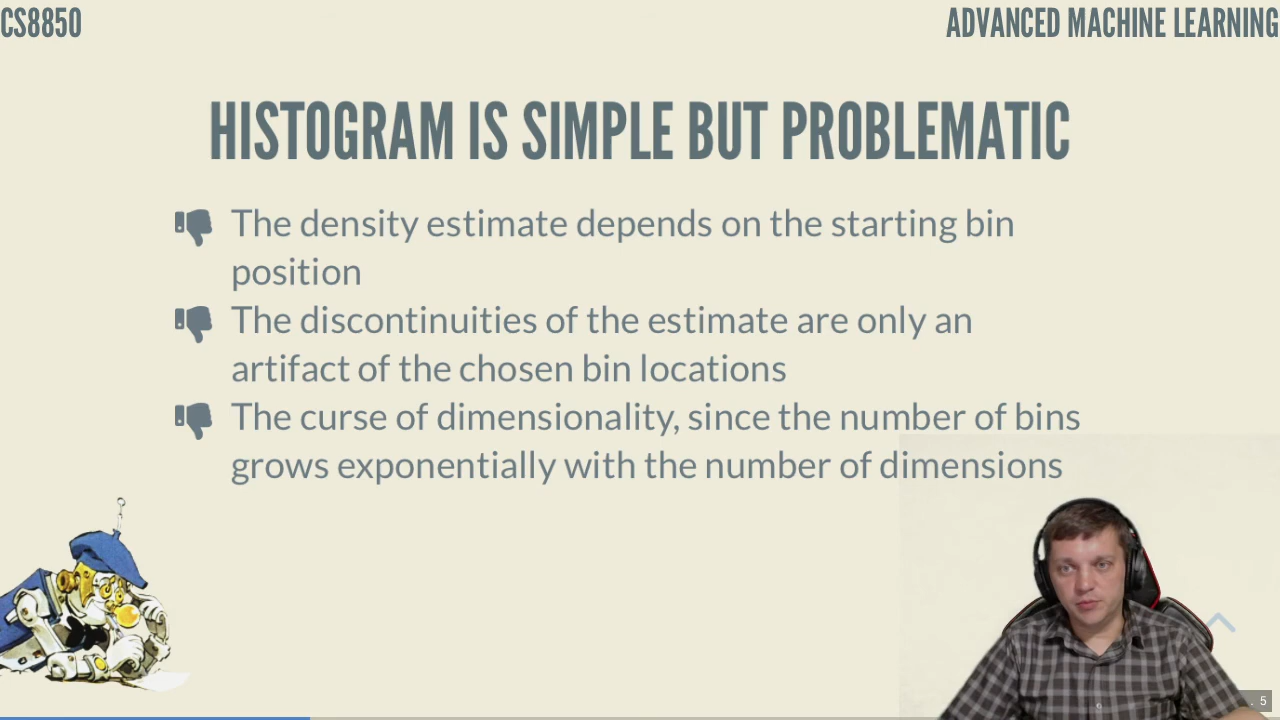 CS8850
ADVANCED MACHINE LEARNING
HISTOGRAM IS SIMPLE BUT PROBLEMATIC
The density estimate depends on the starting bin
position
The discontinuities of the estimate are only an
artifact of the chosen bin locations
The curse of dimensionality, since the number of bins
grows exponentially with the number of dimensions
. 5